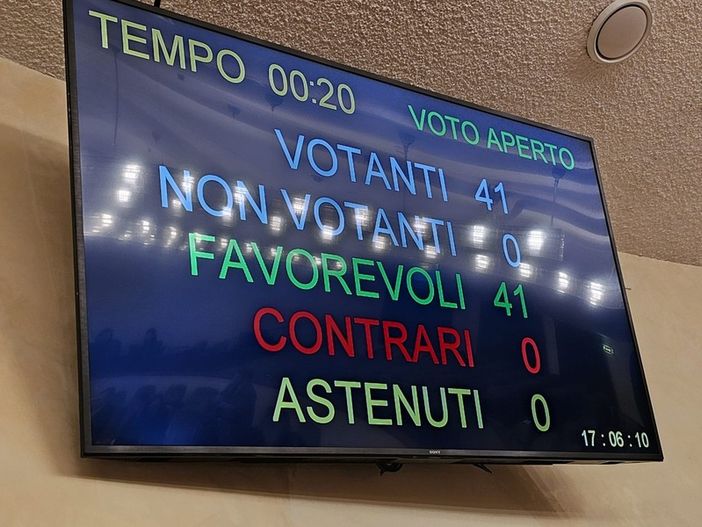 TEMPO 00:20
VOTO APERTO
VOTANTI 41
NON VOTANTI 0
FAVOREVOLI 41
CONTRARI 0
ASTENUTI 0
17:06:10
SONY